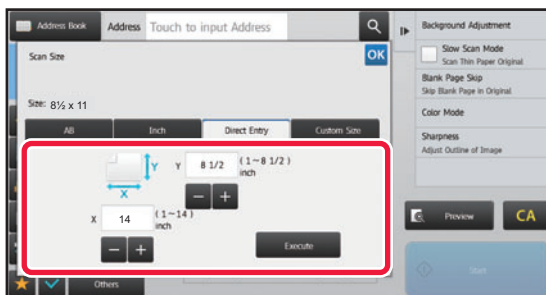 Address Book
Address
Touch to input Address
Scan Size
OK
Size: 8½ x 11
AB
Inch
Direct Entry
Custom Size
Y
X
Y 8 1/2 (1~8 1/2) inch
X 14 (1~14) inch
Execute
Others
Background Adjustment
Slow Scan Mode
Scan Thin Paper Original
Blank Page Skip
Skip Blank Page in Original
Color Mode
Sharpness
Adjust Outline of Image
Preview
CA
Start